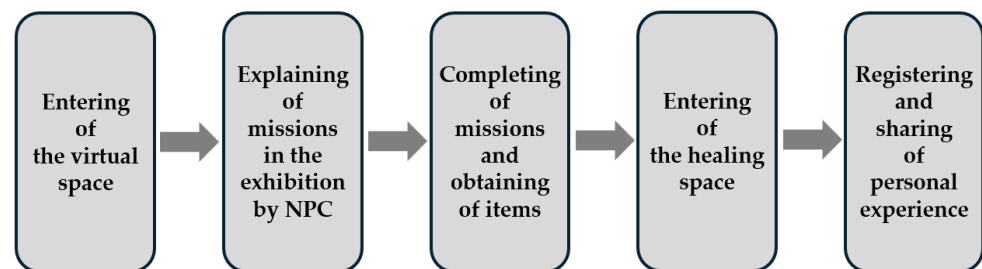 Entering
of
the virtual
space
Explaining
of
missions
in the
exhibition
by NPC
Completing
of
missions
and
obtaining
of items
Entering
of
the healing
space
Registering
and
sharing
of
personal
experience